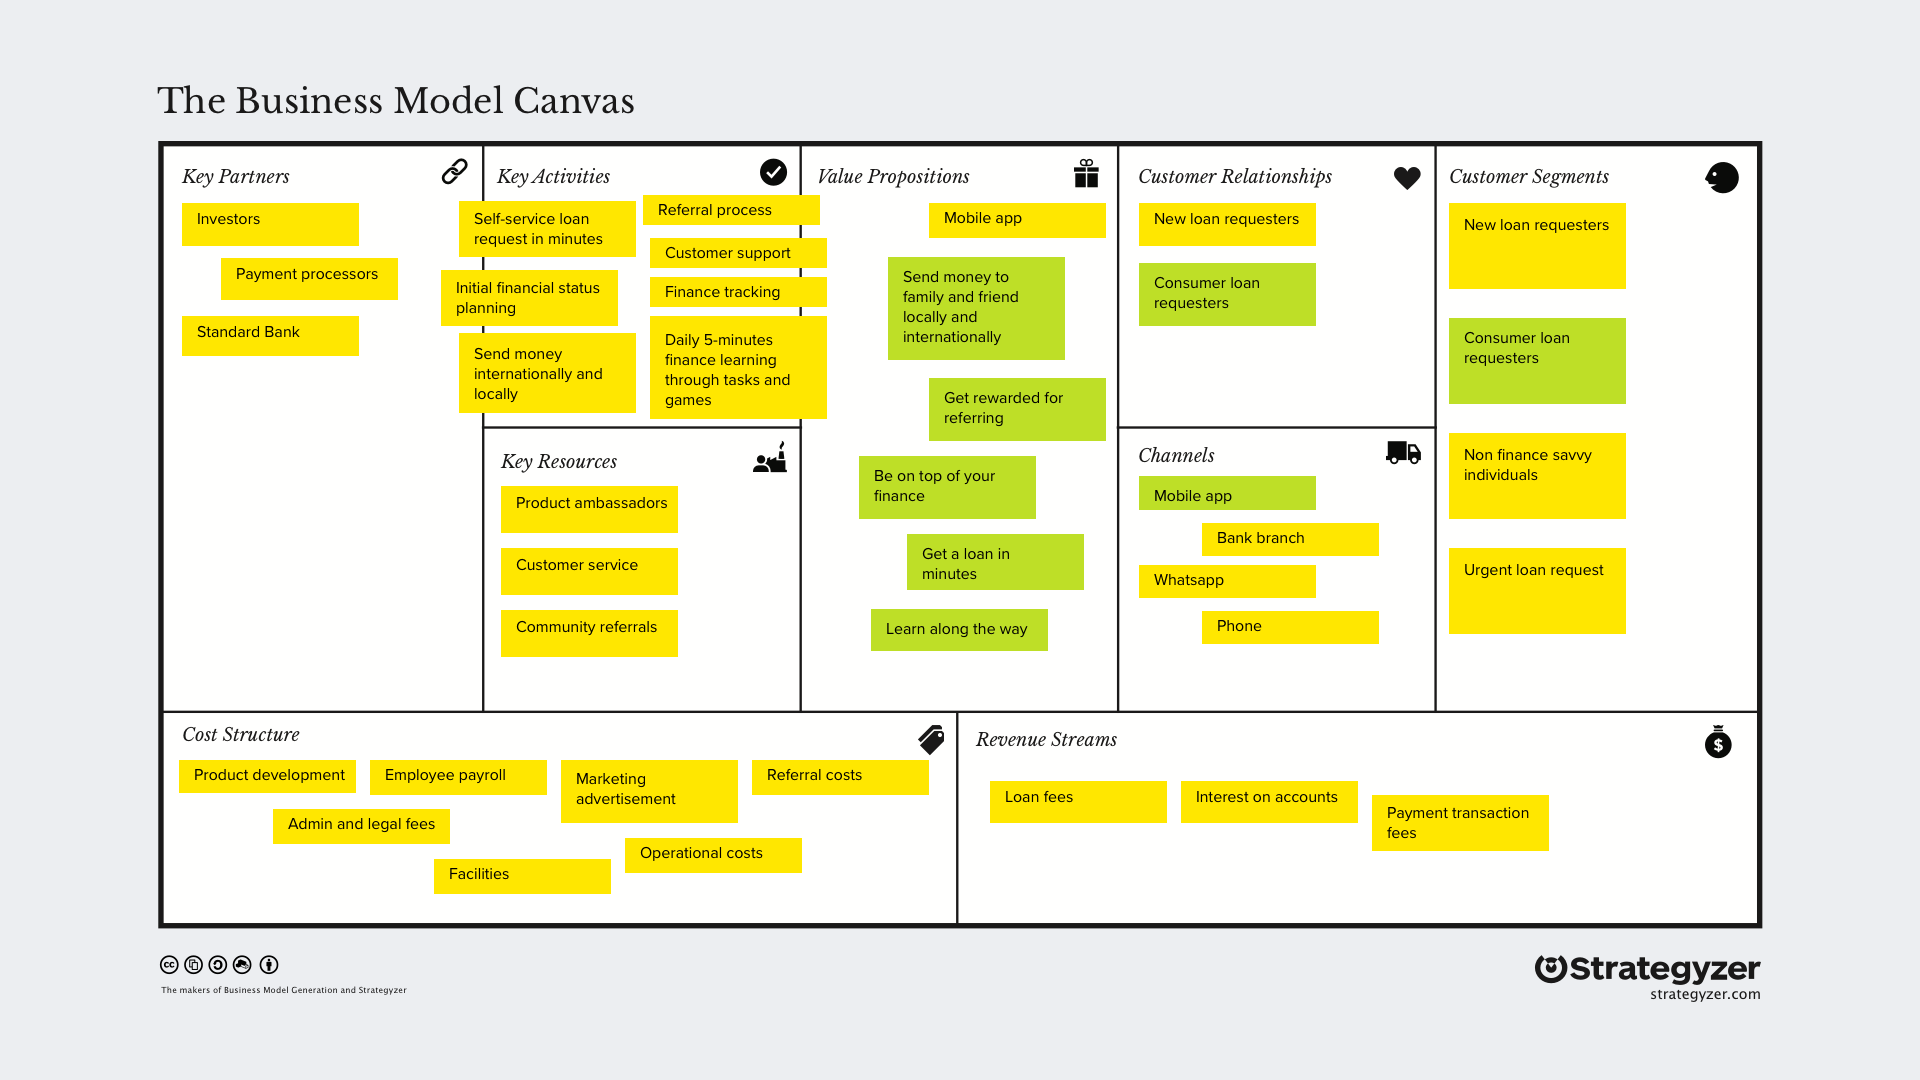 The Business Model Canvas
Key Partners
Investors
Payment processors
Standard Bank
Key Activities
Self-service loan
request in minutes
Initial financial status
planning
Send money
internationally and
locally
Referral process
Customer support
Finance tracking
Daily 5-minutes
finance learning
through tasks and
games
Key Resources
Product ambassadors
Customer service
Community referrals
Value Propositions
Mobile app
Send money to
family and friend
locally and
internationally
Get rewarded for
referring
Be on top of your
finance
Get a loan in
minutes
Learn along the way
Customer Relationships
New loan requesters
Consumer loan
requesters
Channels
Mobile app
Bank branch
Whatsapp
Phone
Customer Segments
New loan requesters
Consumer loan
requesters
Non finance savvy
individuals
Urgent loan request
Cost Structure
Product development
Employee payroll
Marketing
advertisement
Referral costs
Admin and legal fees
Operational costs
Facilities
Revenue Streams
$
Loan fees
Interest on accounts
Payment transaction
fees
cc
The makers of Business Model Generation and Strategyzer
Strategyzer
strategyzer.com